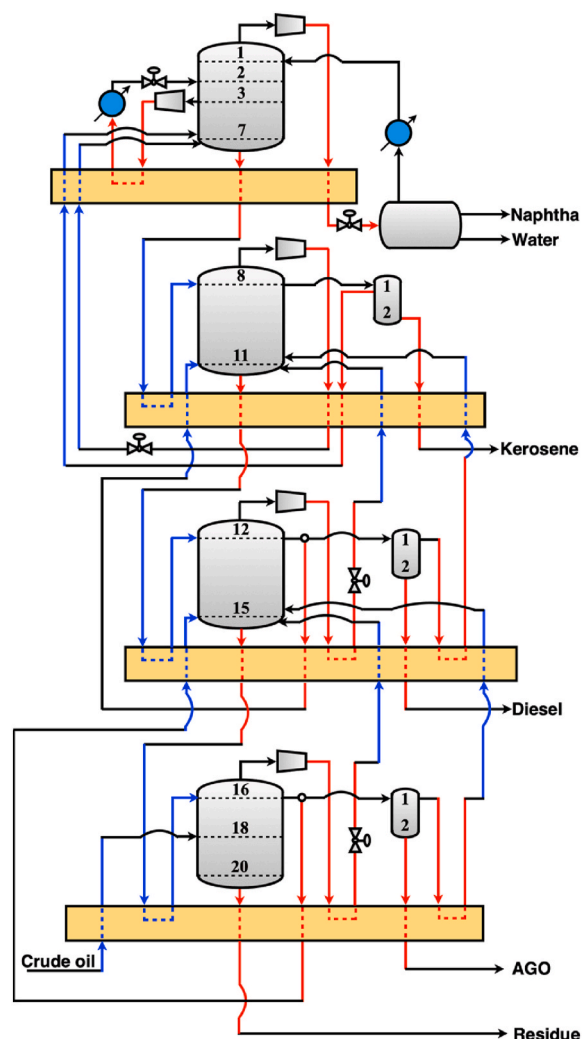 1
2
3
7
Naphtha
Water
8
1
2
11
Kerosene
12
1
2
15
Diesel
16
1
2
18
20
Crude oil
AGO
Residue